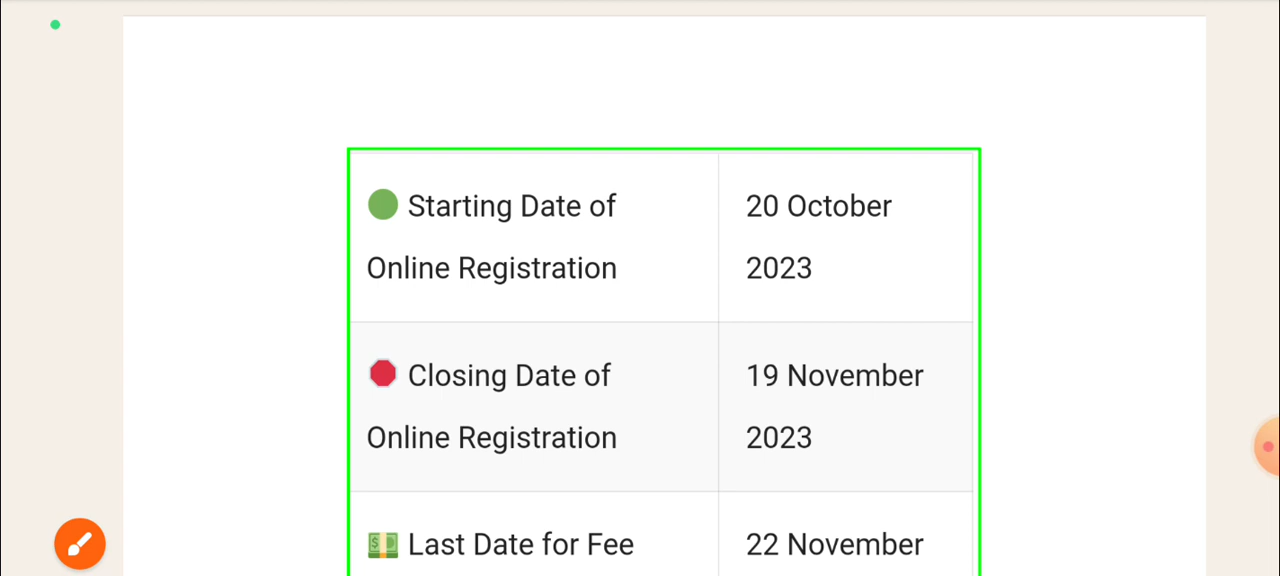 🟢 Starting Date of
Online Registration
20 October
2023
🛑 Closing Date of
Online Registration
19 November
2023
💵 Last Date for Fee
22 November